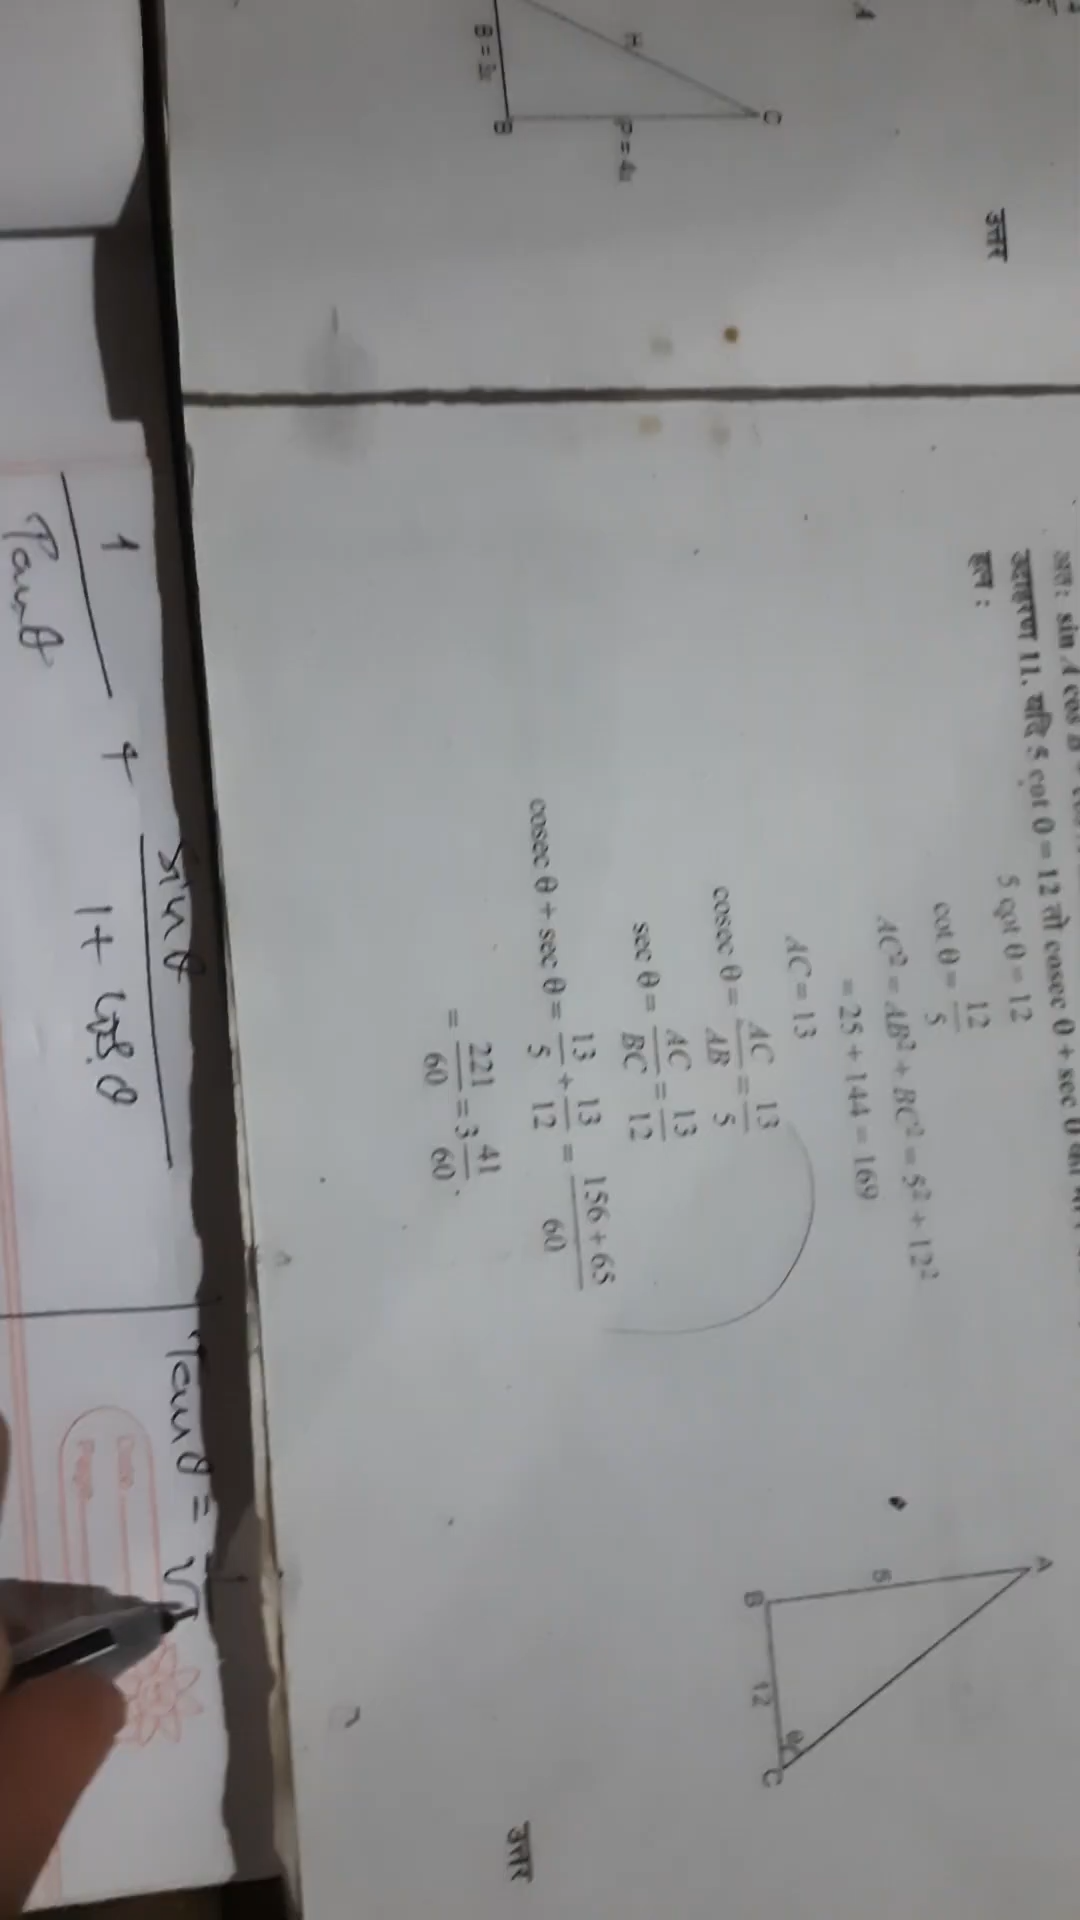 C
H
P = 4x
B
उत्तर
अतः sin A cos B
उदाहरण 11. यदि 5 cot θ = 12 तो cosec θ + sec θ
हल :
5 cot θ = 12
cot θ = 12/5
AC² = AB² + BC² = 5² + 12²
= 25 + 144 = 169
AC = 13
cosec θ = AC/AB = 13/5
sec θ = AC/BC = 13/12
cosec θ + sec θ = 13/5 + 13/12 = (156 + 65)/60
= 221/60 = 3 41/60.
उत्तर
A
5
B
12
θ
C
1/Tanθ + sinθ/(1 + cosθ)
Tanθ =
Date
Page